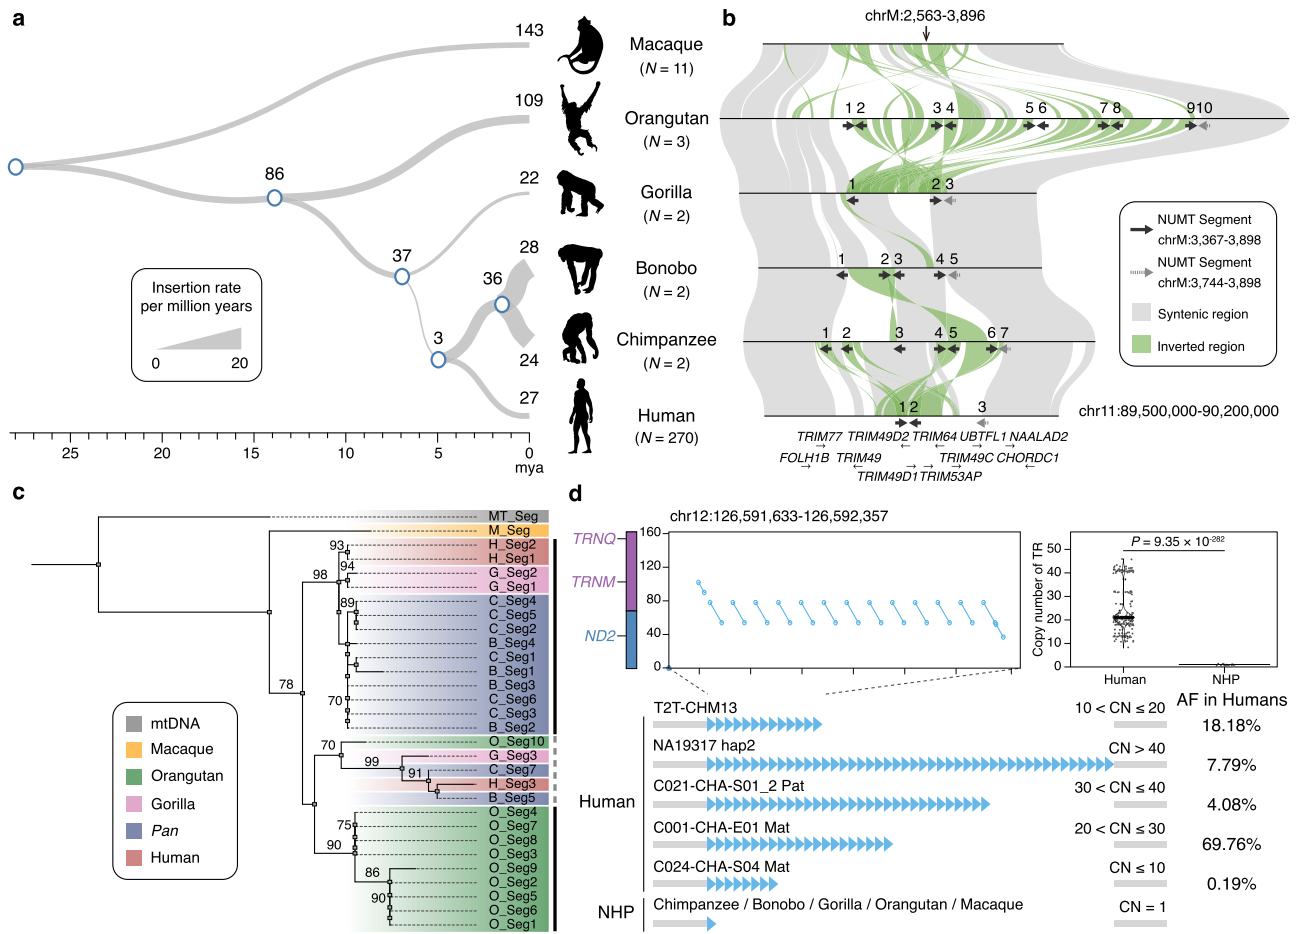 a
143
Macaque
(N = 11)
109
Orangutan
(N = 3)
86
22
Gorilla
(N = 2)
37
28
36
Bonobo
(N = 2)
Insertion rate
per million years
0
20
3
24
Chimpanzee
(N = 2)
27
Human
(N = 270)
25
20
15
10
5
0
mya
b
chrM:2,563-3,896
1 2 3 4 5 6 7 8 9 10
1 2 3
1 2 3 4 5
1 2 3 4 5 6 7
1 2 3
chr11:89,500,000-90,200,000
NUMT Segment
chrM:3,367-3,898
NUMT Segment
chrM:3,744-3,898
Syntenic region
Inverted region
TRIM77 TRIM49D2 TRIM64 UBTFL1 NAALAD2
FOLH1B TRIM49 TRIM49C CHORDC1
TRIM49D1 TRIM53AP
c
MT_Seg
M_Seg
H_Seg2
H_Seg1
G_Seg2
G_Seg1
C_Seg4
C_Seg5
C_Seg2
B_Seg4
C_Seg1
B_Seg1
B_Seg3
C_Seg6
C_Seg3
B_Seg2
O_Seg10
G_Seg3
C_Seg7
H_Seg3
B_Seg5
O_Seg4
O_Seg7
O_Seg8
O_Seg3
O_Seg9
O_Seg2
O_Seg5
O_Seg6
O_Seg1
93
94
98
89
78
70
70
99
91
75
90
86
90
mtDNA
Macaque
Orangutan
Gorilla
Pan
Human
d
chr12:126,591,633-126,592,357
TRNQ
TRNM
ND2
160
120
80
40
0
P = 9.35 × 10-282
Copy number of TR
50
40
30
20
10
0
Human
NHP
AF in Humans
Human
T2T-CHM13
10 < CN ≤ 20
18.18%
NA19317 hap2
CN > 40
7.79%
C021-CHA-S01_2 Pat
30 < CN ≤ 40
4.08%
C001-CHA-E01 Mat
20 < CN ≤ 30
69.76%
C024-CHA-S04 Mat
CN ≤ 10
0.19%
NHP
Chimpanzee / Bonobo / Gorilla / Orangutan / Macaque
CN = 1